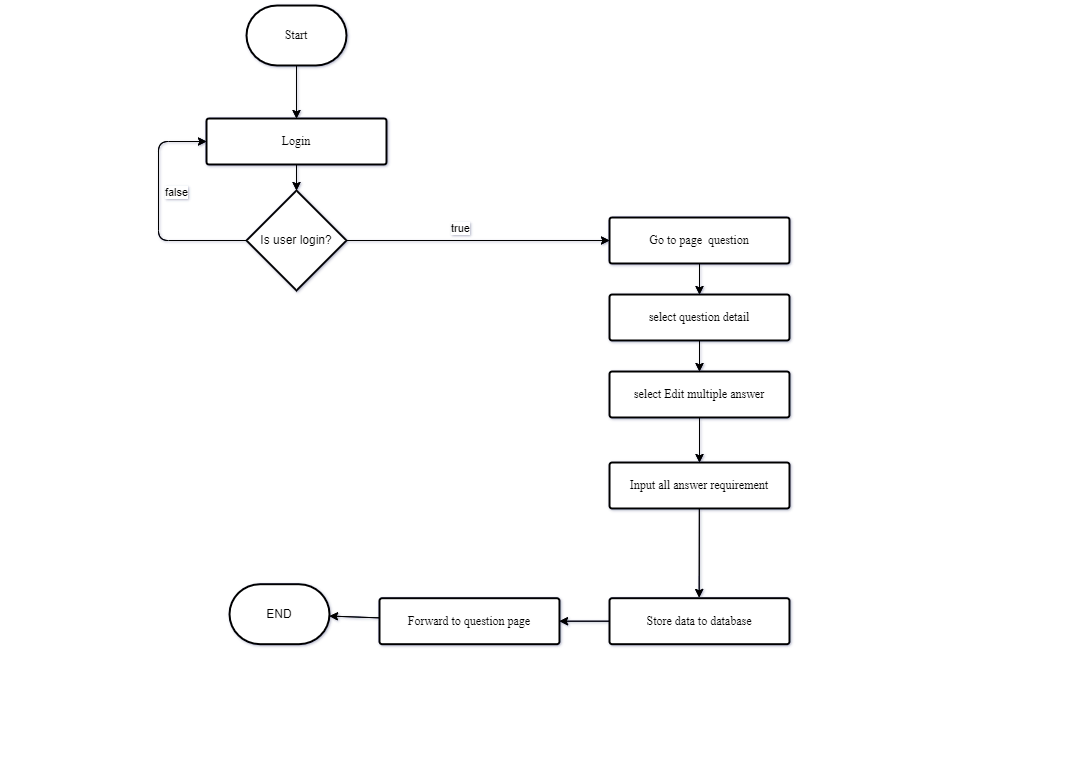 Start
Login
false
Is user login?
true
Go to page  question
select question detail
select Edit multiple answer
Input all answer requirement
Store data to database
Forward to question page
END